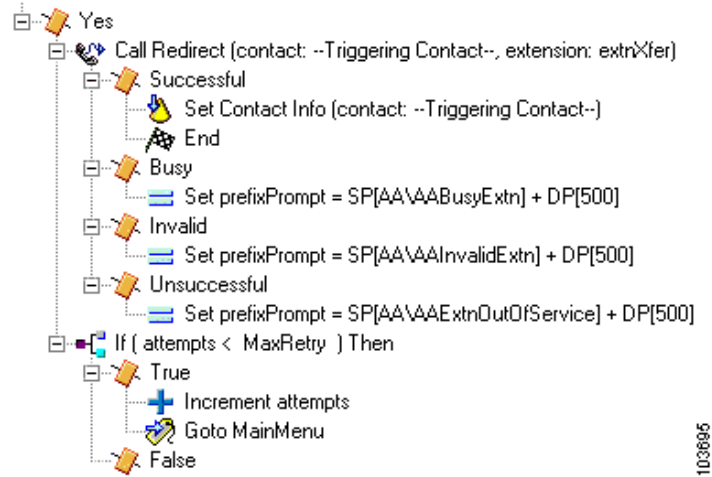 Yes
Call Redirect (contact: --Triggering Contact--, extension: extnXfer)
Successful
Set Contact Info (contact: --Triggering Contact--)
End
Busy
Set prefixPrompt = SP[AA\AABusyExtn] + DP[500]
Invalid
Set prefixPrompt = SP[AA\AAInvalidExtn] + DP[500]
Unsuccessful
Set prefixPrompt = SP[AA\AAExtnOutOfService] + DP[500]
If ( attempts < MaxRetry ) Then
True
Increment attempts
Goto MainMenu
False
103695